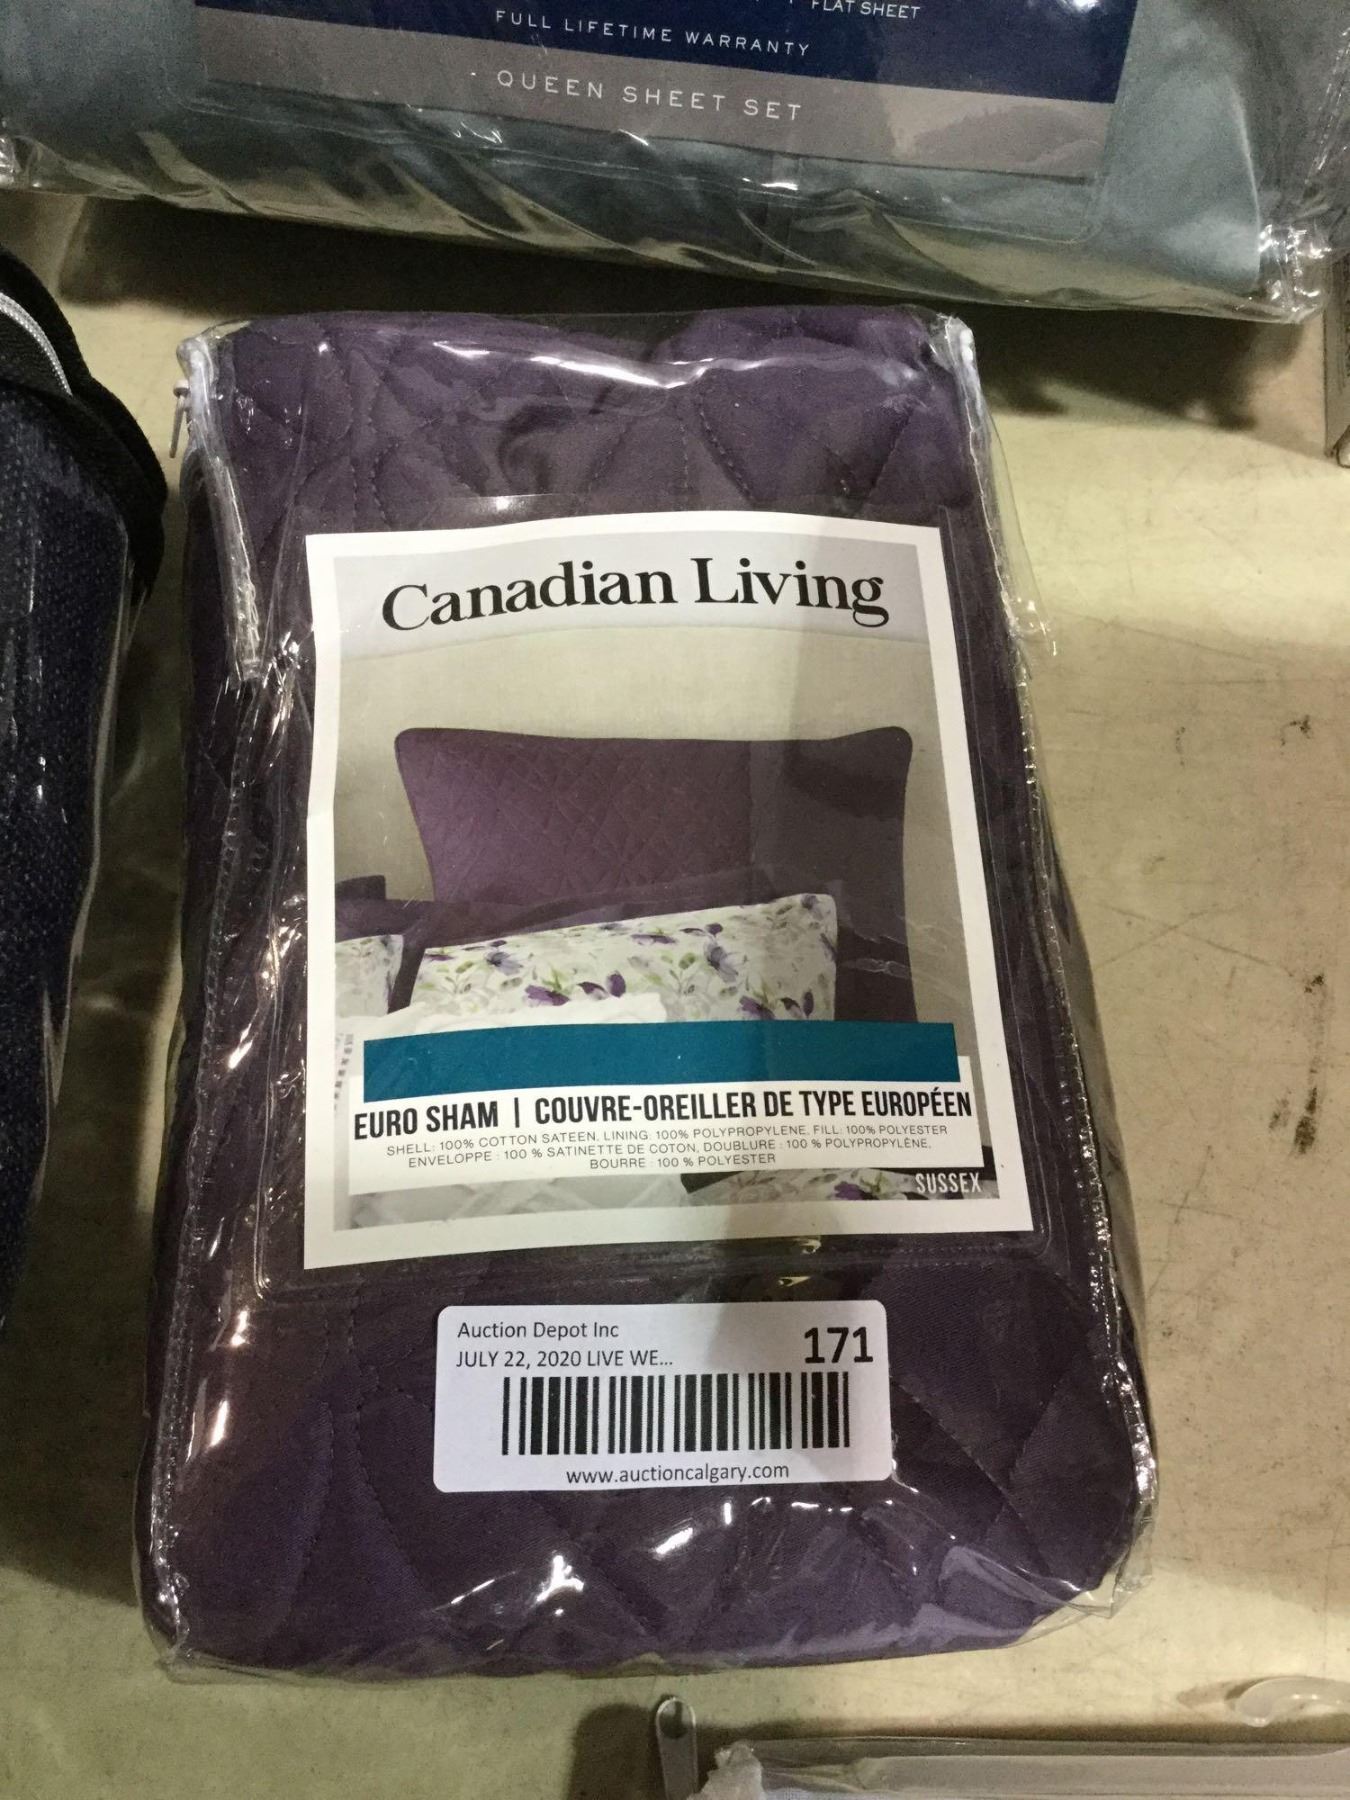 FLAT SHEET
FULL LIFETIME WARRANTY
QUEEN SHEET SET
Canadian Living
EURO SHAM | COUVRE-OREILLER DE TYPE EUROPÉEN
SHELL: 100% COTTON SATEEN, LINING: 100% POLYPROPYLENE, FILL: 100% POLYESTER
ENVELOPPE : 100 % SATINETTE DE COTON, DOUBLURE : 100 % POLYPROPYLÈNE,
BOURRE : 100 % POLYESTER
SUSSEX
Auction Depot Inc
171
JULY 22, 2020 LIVE WE...
www.auctioncalgary.com